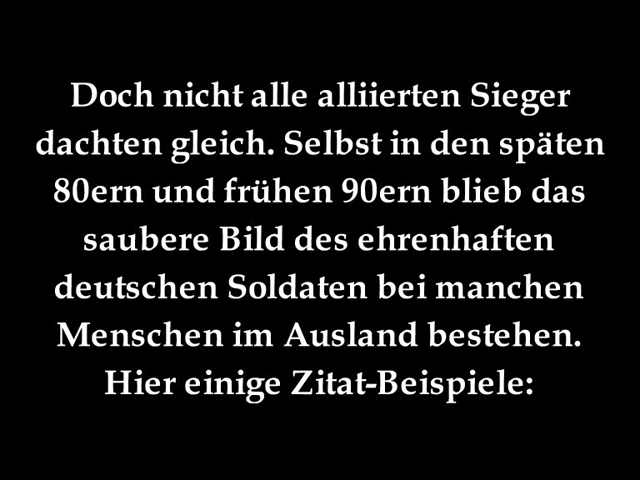 Doch nicht alle alliierten Sieger
dachten gleich. Selbst in den späten
80ern und frühen 90ern blieb das
saubere Bild des ehrenhaften
deutschen Soldaten bei manchen
Menschen im Ausland bestehen.
Hier einige Zitat-Beispiele: